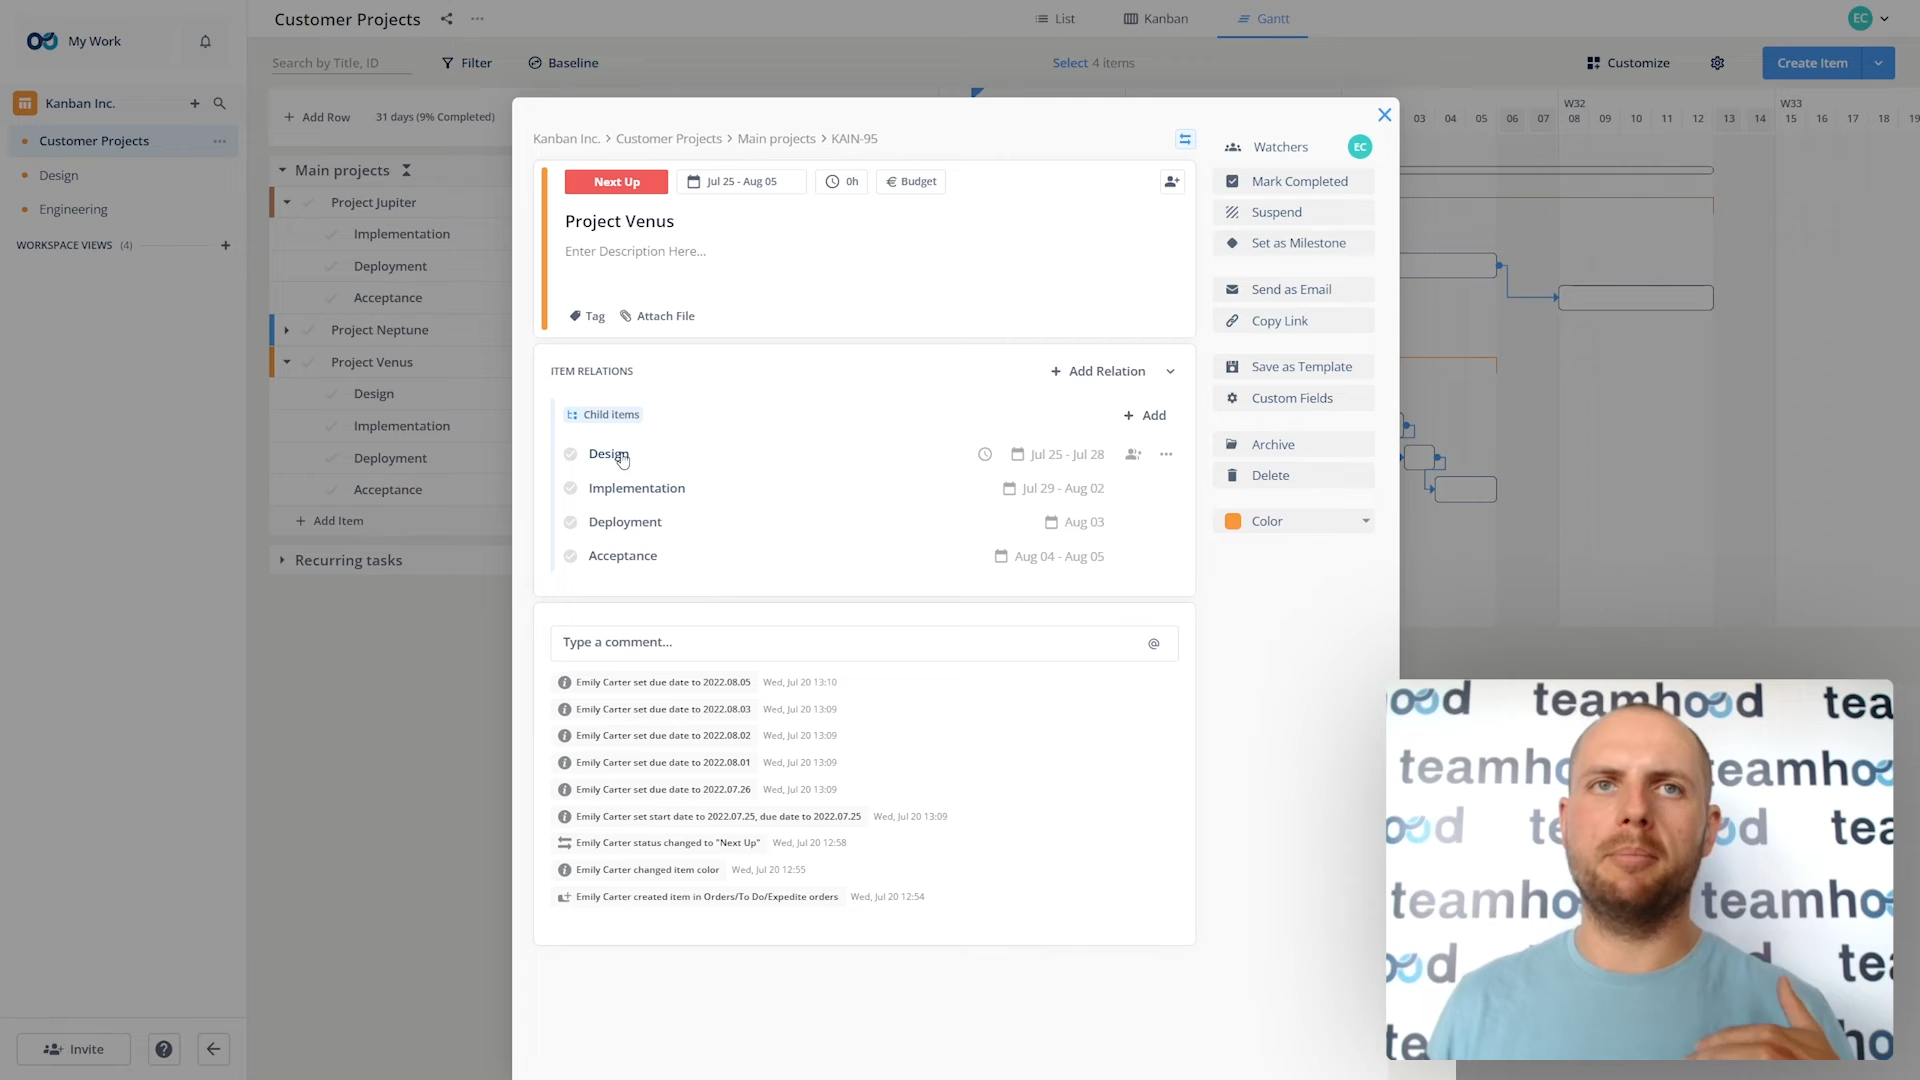 Customer Projects
List
Kanban
Gantt
EC
My Work
Search by Title, ID
Filter
Baseline
Select 4 items
Customize
Create Item
Kanban Inc.
Customer Projects
Design
Engineering
WORKSPACE VIEWS (4)
Add Row
31 days (9% Completed)
Main projects
Project Jupiter
Implementation
Deployment
Acceptance
Project Neptune
Project Venus
Design
Implementation
Deployment
Acceptance
Add Item
Recurring tasks
Kanban Inc. > Customer Projects > Main projects > KAIN-95
Next Up
Jul 25 - Aug 05
0h
€ Budget
Project Venus
Enter Description Here...
Tag
Attach File
ITEM RELATIONS
+ Add Relation
Child items
+ Add
Design
Jul 25 - Jul 28
Implementation
Jul 29 - Aug 02
Deployment
Aug 03
Acceptance
Aug 04 - Aug 05
Type a comment...
@
Emily Carter set due date to 2022.08.05 Wed, Jul 20 13:10
Emily Carter set due date to 2022.08.03 Wed, Jul 20 13:09
Emily Carter set due date to 2022.08.02 Wed, Jul 20 13:09
Emily Carter set due date to 2022.08.01 Wed, Jul 20 13:09
Emily Carter set due date to 2022.07.26 Wed, Jul 20 13:09
Emily Carter set start date to 2022.07.25, due date to 2022.07.25 Wed, Jul 20 13:09
Emily Carter status changed to "Next Up" Wed, Jul 20 12:58
Emily Carter changed item color Wed, Jul 20 12:55
Emily Carter created item in Orders/To Do/Expedite orders Wed, Jul 20 12:54
Watchers
EC
Mark Completed
Suspend
Set as Milestone
Send as Email
Copy Link
Save as Template
Custom Fields
Archive
Delete
Color
W32
W33
03 04 05 06 07 08 09 10 11 12 13 14 15 16 17 18 19
Invite
ood teamhood tea
teamho eamhoo
ood te od tea
teamho teamho
ood d tea
te ho